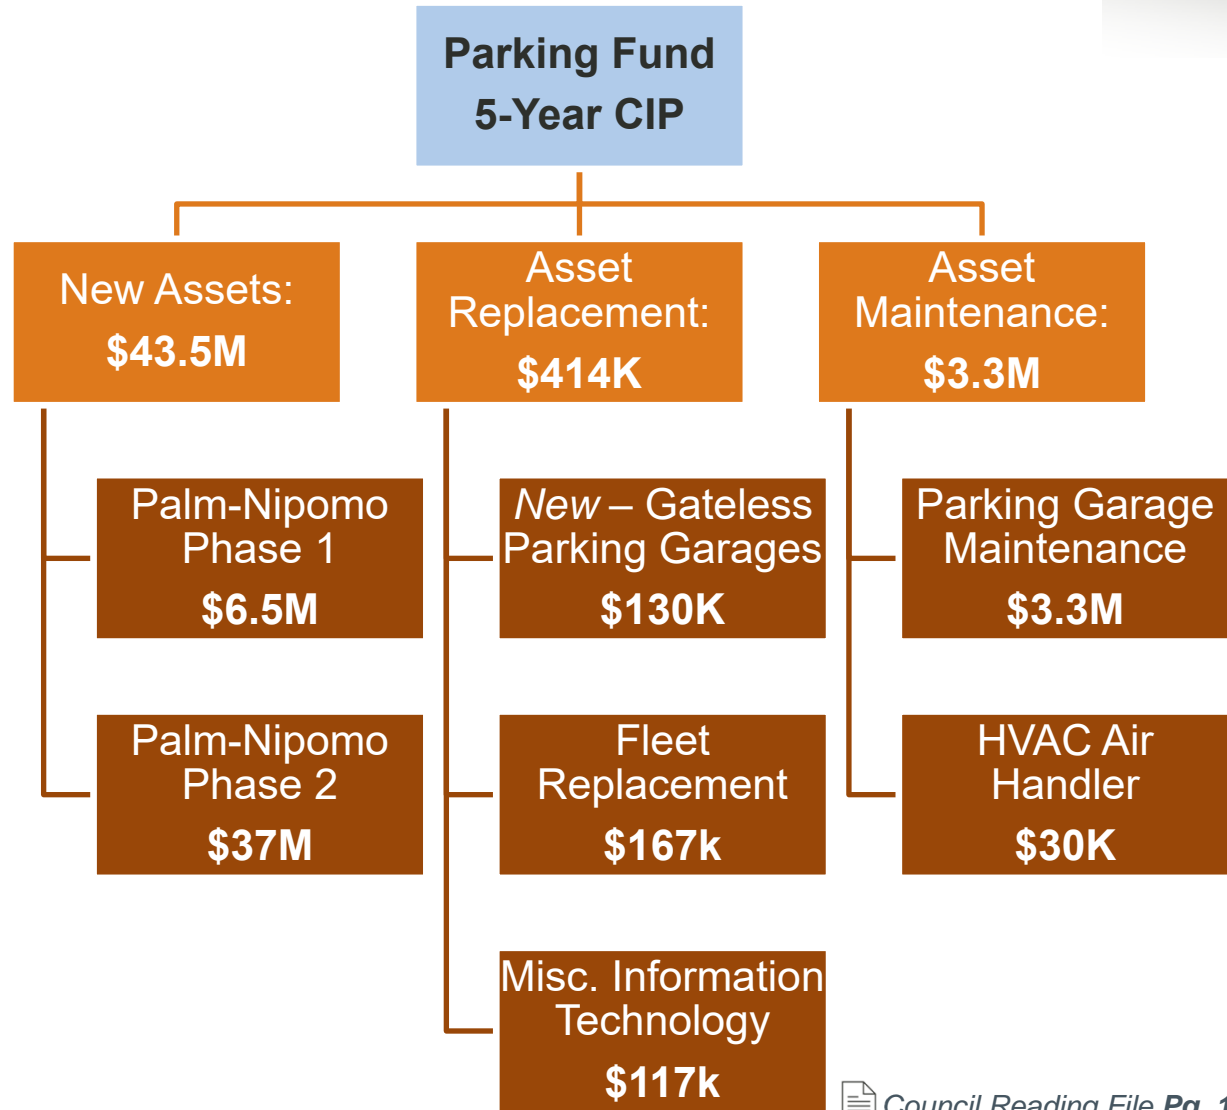 Parking Fund
5-Year CIP
New Assets:
$43.5M
Asset
Replacement:
$414K
Asset
Maintenance:
$3.3M
Palm-Nipomo
Phase 1
$6.5M
New – Gateless
Parking Garages
$130K
Parking Garage
Maintenance
$3.3M
Palm-Nipomo
Phase 2
$37M
Fleet
Replacement
$167k
HVAC Air
Handler
$30K
Misc. Information
Technology
$117k
Council Reading File Pg. 1